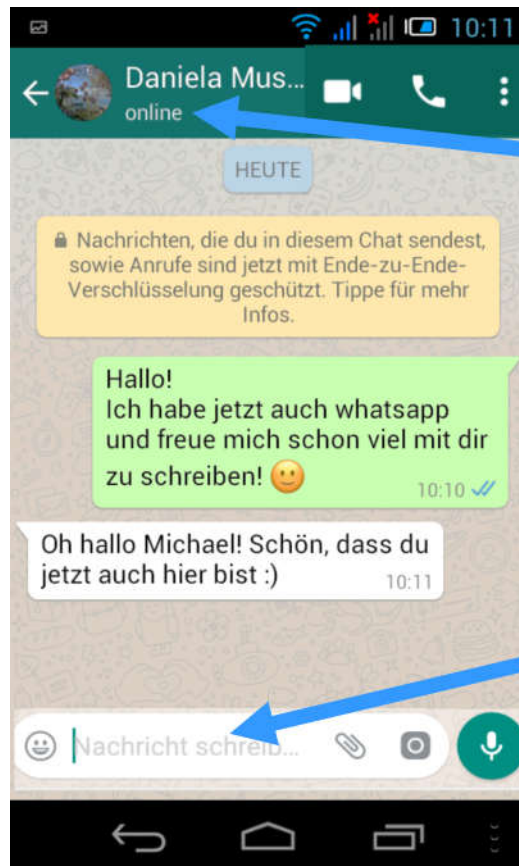 10:11
Daniela Mus...
online
HEUTE
Nachrichten, die du in diesem Chat sendest,
sowie Anrufe sind jetzt mit Ende-zu-Ende-
Verschlüsselung geschützt. Tippe für mehr
Infos.
Hallo!
Ich habe jetzt auch whatsapp
und freue mich schon viel mit dir
zu schreiben! 🙂
10:10
Oh hallo Michael! Schön, dass du
jetzt auch hier bist :)
10:11
Nachricht schreib...